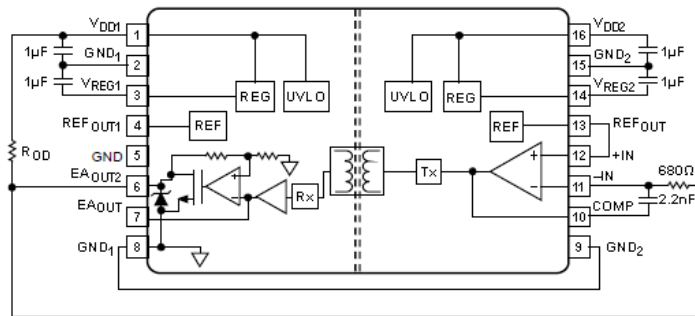 VDD1
1
1µF
GND1
2
1µF
VREG1
3
REG
UVLO
REFOUT1
4
REF
ROD
GND
5
EAOUT2
6
EAOUT
7
Rx
GND1
8
VDD2
16
1µF
GND2
15
1µF
VREG2
14
UVLO
REG
REFOUT
13
REF
+IN
12
680Ω
–IN
11
2.2nF
COMP
10
Tx
GND2
9